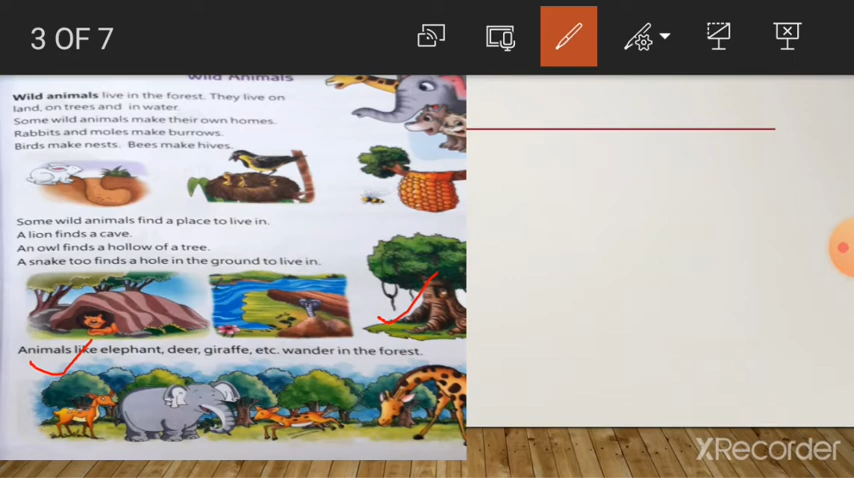 3 OF 7
Wild Animals
Wild animals live in the forest. They live on
land, on trees and in water.
Some wild animals make their own homes.
Rabbits and moles make burrows.
Birds make nests. Bees make hives.
Some wild animals find a place to live in.
A lion finds a cave.
An owl finds a hollow of a tree.
A snake too finds a hole in the ground to live in.
Animals like elephant, deer, giraffe, etc. wander in the forest.
XRecorder